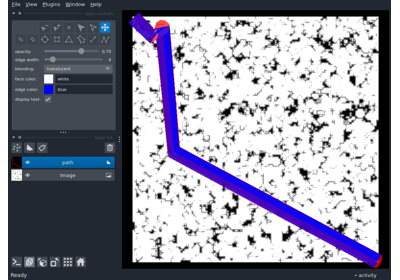 File View Plugins Window Help
opacity: 0.70
edge width: 4
blending: translucent
face color: white
edge color: blue
display text:
path
Image
Ready
activity